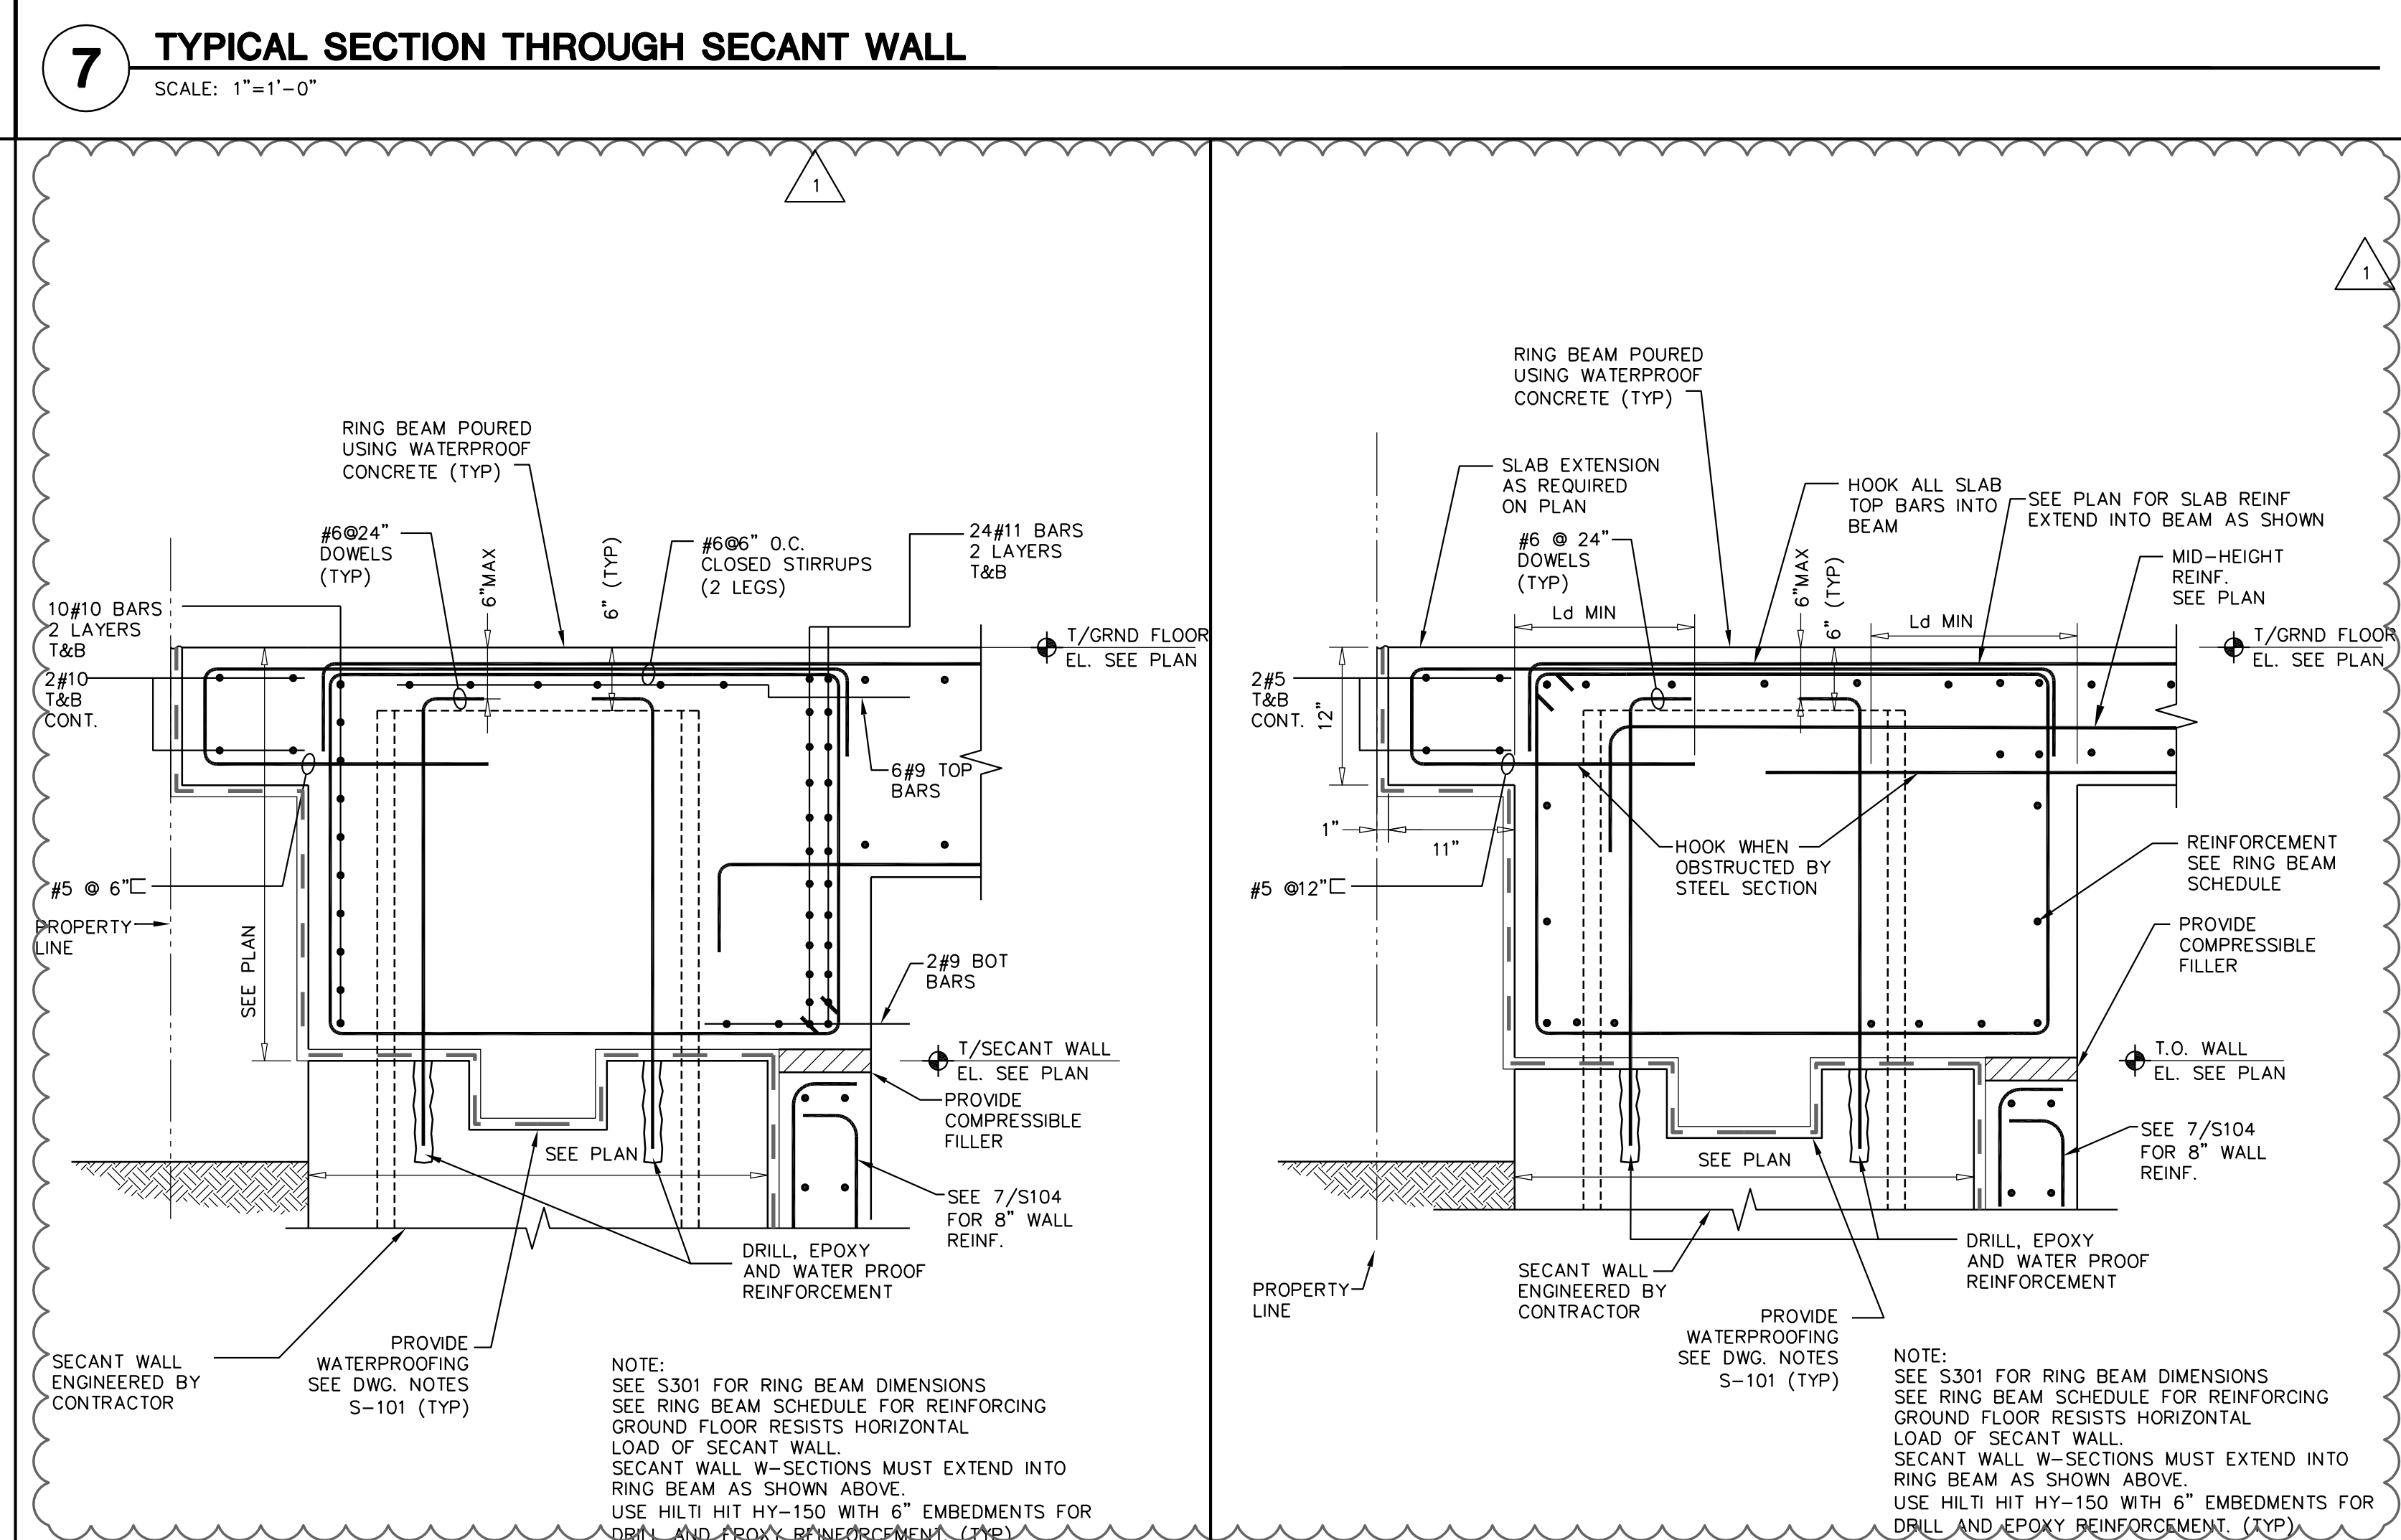 7
TYPICAL SECTION THROUGH SECANT WALL
SCALE: 1"=1'-0"
1
RING BEAM POURED
USING WATERPROOF
CONCRETE (TYP)
#6@24"
DOWELS
(TYP)
6"MAX
6" (TYP)
#6@6" O.C.
CLOSED STIRRUPS
(2 LEGS)
24#11 BARS
2 LAYERS
T&B
10#10 BARS
2 LAYERS
T&B
2#10
T&B
CONT.
T/GRND FLOOR
EL. SEE PLAN
6#9 TOP
BARS
#5 @ 6"
PROPERTY
LINE
SEE PLAN
2#9 BOT
BARS
T/SECANT WALL
EL. SEE PLAN
PROVIDE
COMPRESSIBLE
FILLER
SEE PLAN
SEE 7/S104
FOR 8" WALL
REINF.
DRILL, EPOXY
AND WATER PROOF
REINFORCEMENT
PROVIDE
WATERPROOFING
SEE DWG. NOTES
S-101 (TYP)
SECANT WALL
ENGINEERED BY
CONTRACTOR
NOTE:
SEE S301 FOR RING BEAM DIMENSIONS
SEE RING BEAM SCHEDULE FOR REINFORCING
GROUND FLOOR RESISTS HORIZONTAL
LOAD OF SECANT WALL.
SECANT WALL W-SECTIONS MUST EXTEND INTO
RING BEAM AS SHOWN ABOVE.
USE HILTI HIT HY-150 WITH 6" EMBEDMENTS FOR
DRILL AND EPOXY REINFORCEMENT. (TYP)
1
RING BEAM POURED
USING WATERPROOF
CONCRETE (TYP)
SLAB EXTENSION
AS REQUIRED
ON PLAN
#6 @ 24"
DOWELS
(TYP)
HOOK ALL SLAB
TOP BARS INTO
BEAM
SEE PLAN FOR SLAB REINF
EXTEND INTO BEAM AS SHOWN
MID-HEIGHT
REINF.
SEE PLAN
Ld MIN
6"MAX
6" (TYP)
Ld MIN
T/GRND FLOOR
EL. SEE PLAN
2#5
T&B
CONT.
12"
1"
11"
#5 @12"
HOOK WHEN
OBSTRUCTED BY
STEEL SECTION
REINFORCEMENT
SEE RING BEAM
SCHEDULE
PROVIDE
COMPRESSIBLE
FILLER
T.O. WALL
EL. SEE PLAN
SEE 7/S104
FOR 8" WALL
REINF.
SEE PLAN
DRILL, EPOXY
AND WATER PROOF
REINFORCEMENT
PROPERTY
LINE
SECANT WALL
ENGINEERED BY
CONTRACTOR
PROVIDE
WATERPROOFING
SEE DWG. NOTES
S-101 (TYP)
NOTE:
SEE S301 FOR RING BEAM DIMENSIONS
SEE RING BEAM SCHEDULE FOR REINFORCING
GROUND FLOOR RESISTS HORIZONTAL
LOAD OF SECANT WALL.
SECANT WALL W-SECTIONS MUST EXTEND INTO
RING BEAM AS SHOWN ABOVE.
USE HILTI HIT HY-150 WITH 6" EMBEDMENTS FOR
DRILL AND EPOXY REINFORCEMENT. (TYP)